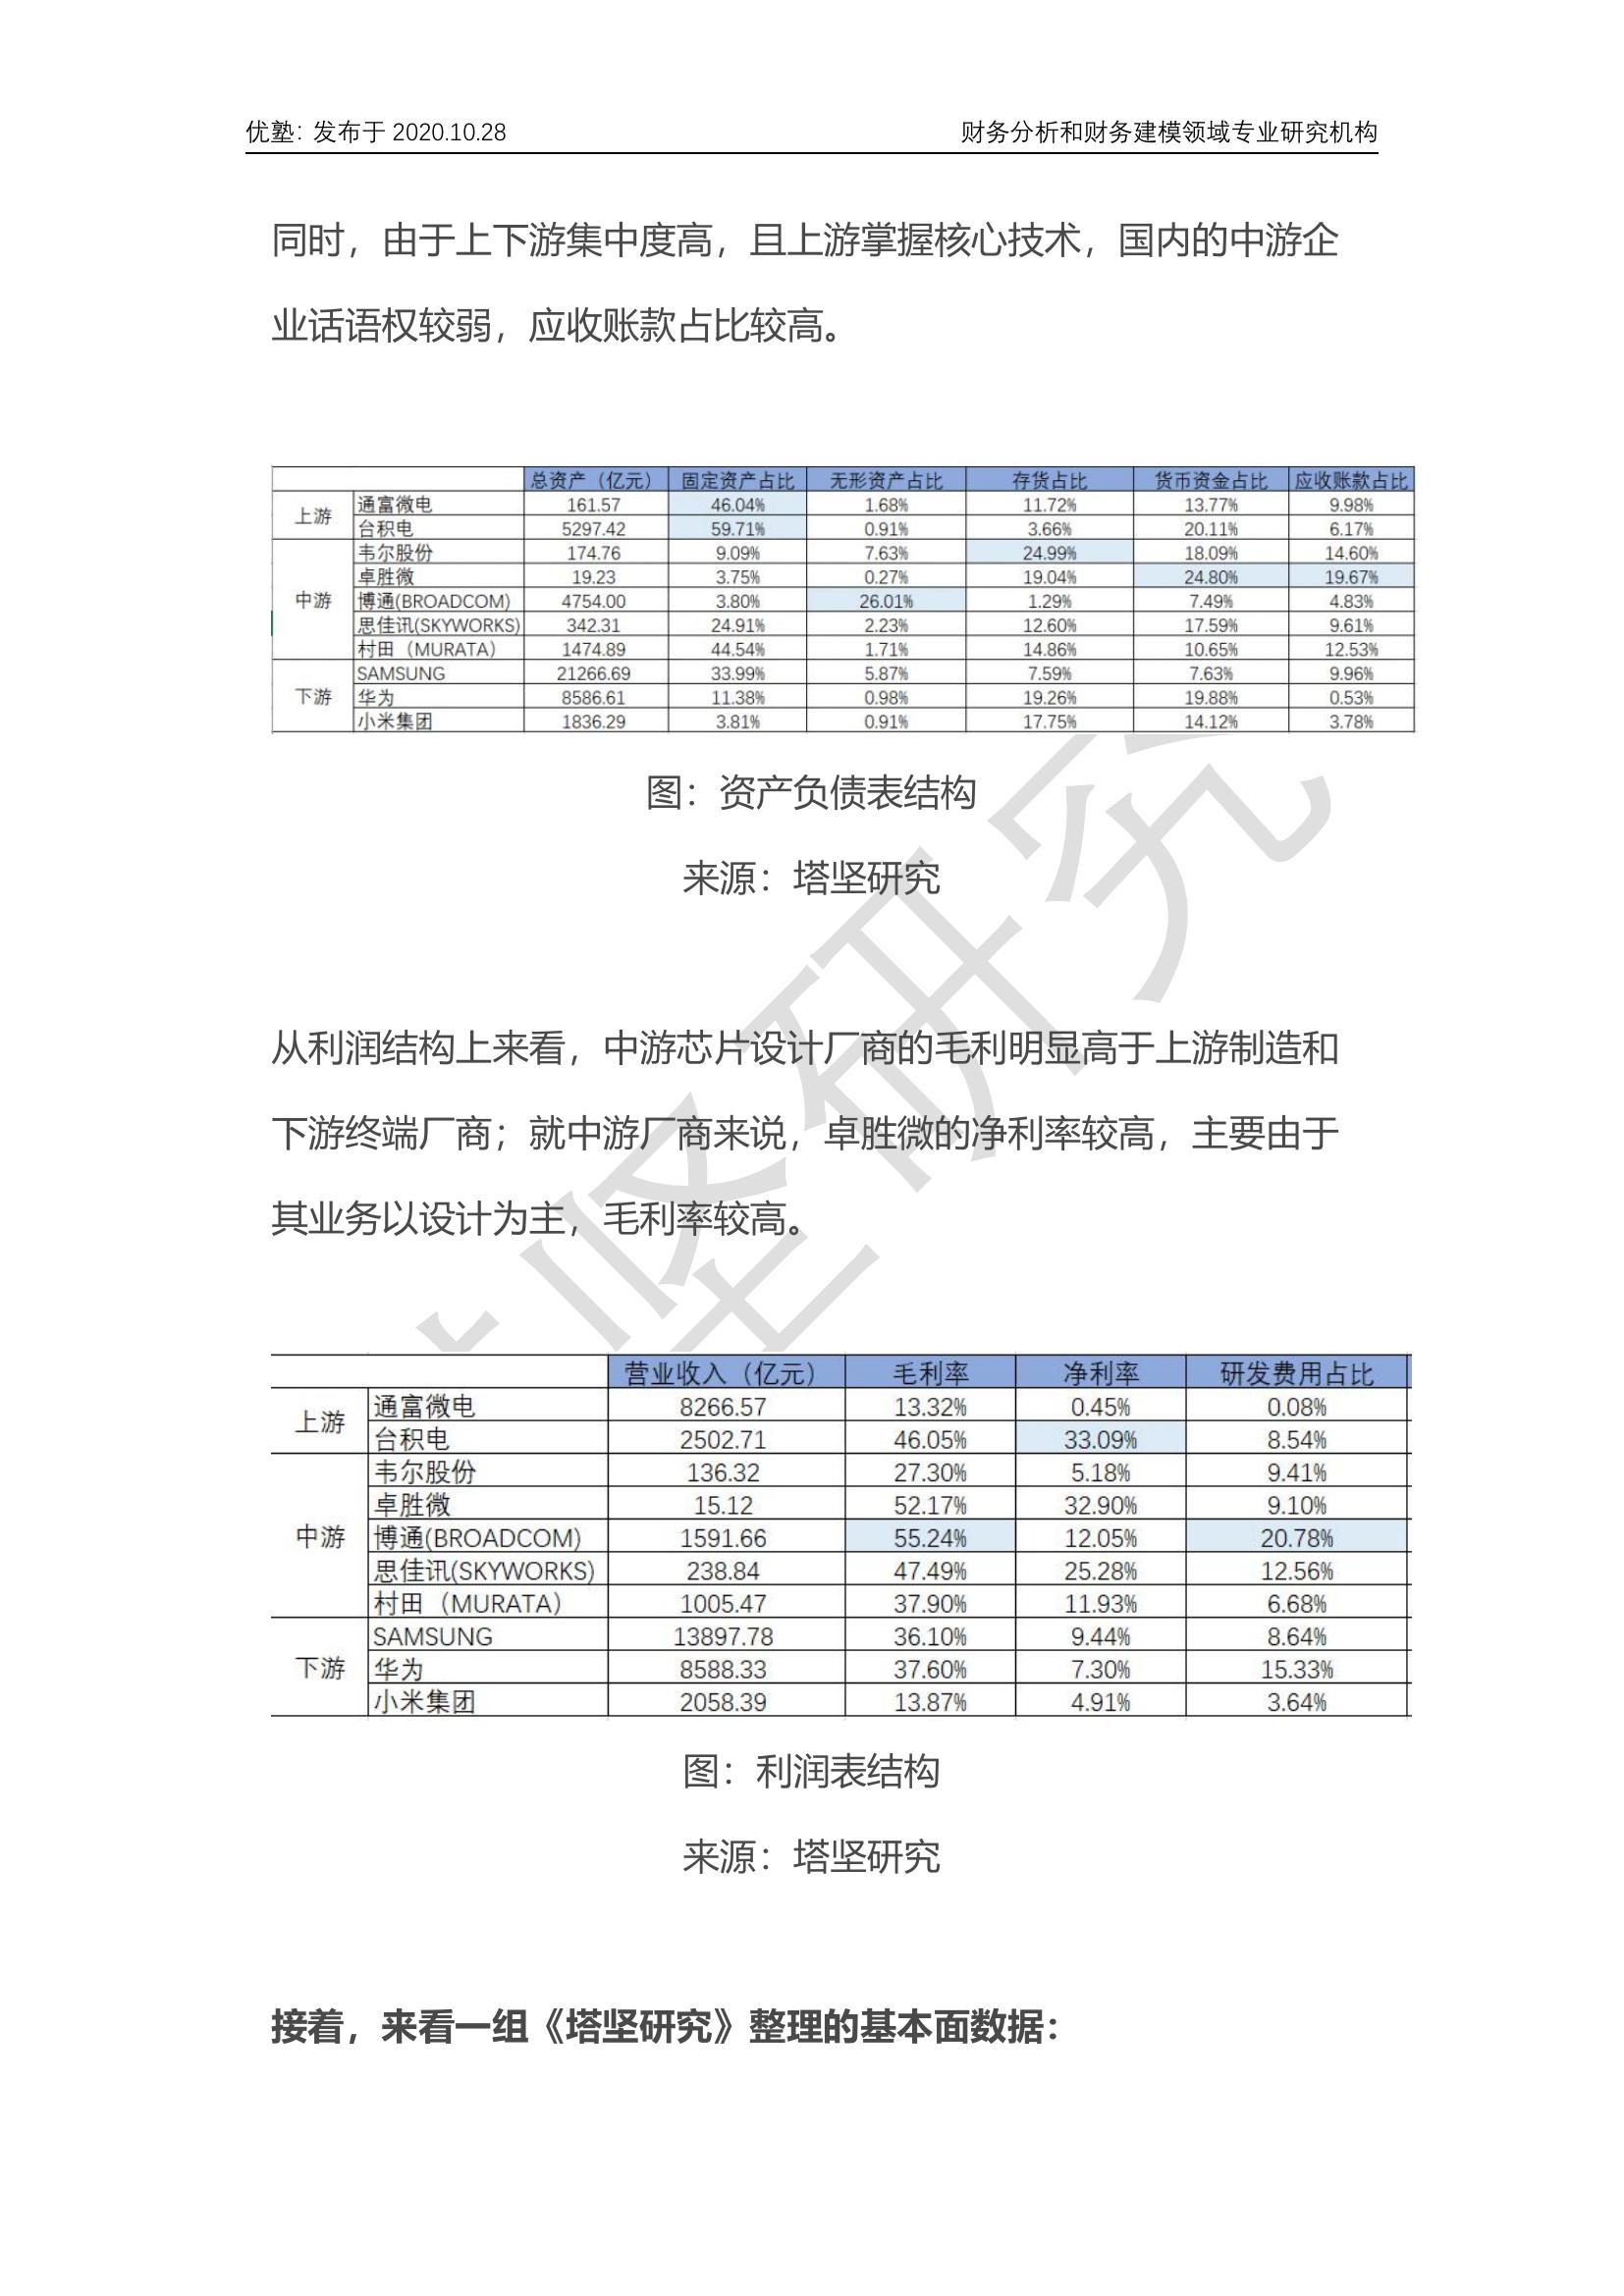 优塾：发布于 2020.10.28 财务分析和财务建模领域专业研究机构
同时，由于上下游集中度高，且上游掌握核心技术，国内的中游企
业话语权较弱，应收账款占比较高。
总资产（亿元） 固定资产占比 无形资产占比 存货占比 货币资金占比 应收账款占比
上游 通富微电 161.57 46.04% 1.68% 11.72% 13.77% 9.98%
台积电 5297.42 59.71% 0.91% 3.66% 20.11% 6.17%
中游 韦尔股份 174.76 9.09% 7.63% 24.99% 18.09% 14.60%
卓胜微 19.23 3.75% 0.27% 19.04% 24.80% 19.67%
博通(BROADCOM) 4754.00 3.80% 26.01% 1.29% 7.49% 4.83%
思佳讯(SKYWORKS) 342.31 24.91% 2.23% 12.60% 17.59% 9.61%
村田（MURATA） 1474.89 44.54% 1.71% 14.86% 10.65% 12.53%
下游 SAMSUNG 21266.69 33.99% 5.87% 7.59% 7.63% 9.96%
华为 8586.61 11.38% 0.98% 19.26% 19.88% 0.53%
小米集团 1836.29 3.81% 0.91% 17.75% 14.12% 3.78%
图：资产负债表结构
来源：塔坚研究
从利润结构上来看，中游芯片设计厂商的毛利明显高于上游制造和
下游终端厂商；就中游厂商来说，卓胜微的净利率较高，主要由于
其业务以设计为主，毛利率较高。
营业收入（亿元） 毛利率 净利率 研发费用占比
上游 通富微电 8266.57 13.32% 0.45% 0.08%
台积电 2502.71 46.05% 33.09% 8.54%
中游 韦尔股份 136.32 27.30% 5.18% 9.41%
卓胜微 15.12 52.17% 32.90% 9.10%
博通(BROADCOM) 1591.66 55.24% 12.05% 20.78%
思佳讯(SKYWORKS) 238.84 47.49% 25.28% 12.56%
村田（MURATA） 1005.47 37.90% 11.93% 6.68%
下游 SAMSUNG 13897.78 36.10% 9.44% 8.64%
华为 8588.33 37.60% 7.30% 15.33%
小米集团 2058.39 13.87% 4.91% 3.64%
图：利润表结构
来源：塔坚研究
接着，来看一组《塔坚研究》整理的基本面数据：
坚研究